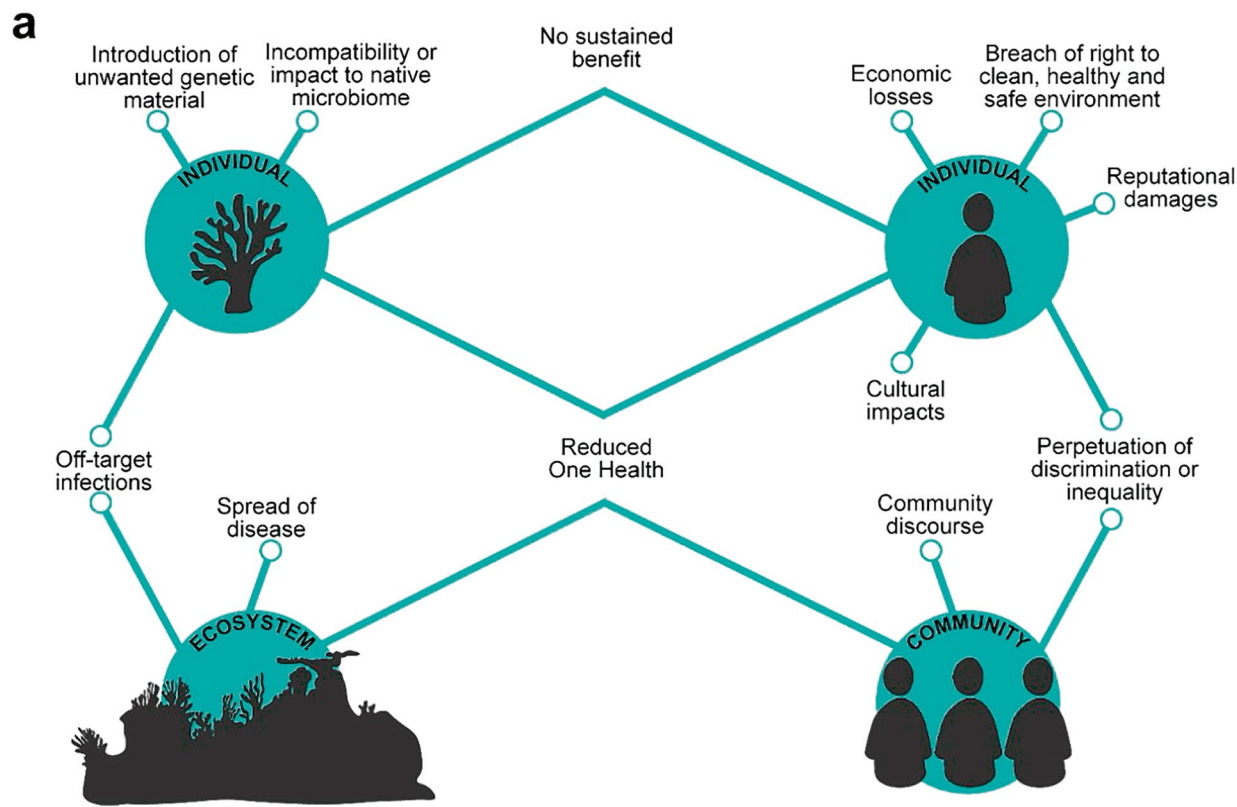 a
Introduction of
unwanted genetic
material
Incompatibility or
impact to native
microbiome
No sustained
benefit
Economic
losses
Breach of right to
clean, healthy and
safe environment
Reputational
damages
INDIVIDUAL
INDIVIDUAL
Cultural
impacts
Off-target
infections
Reduced
One Health
Perpetuation of
discrimination or
inequality
Spread of
disease
Community
discourse
ECOSYSTEM
COMMUNITY